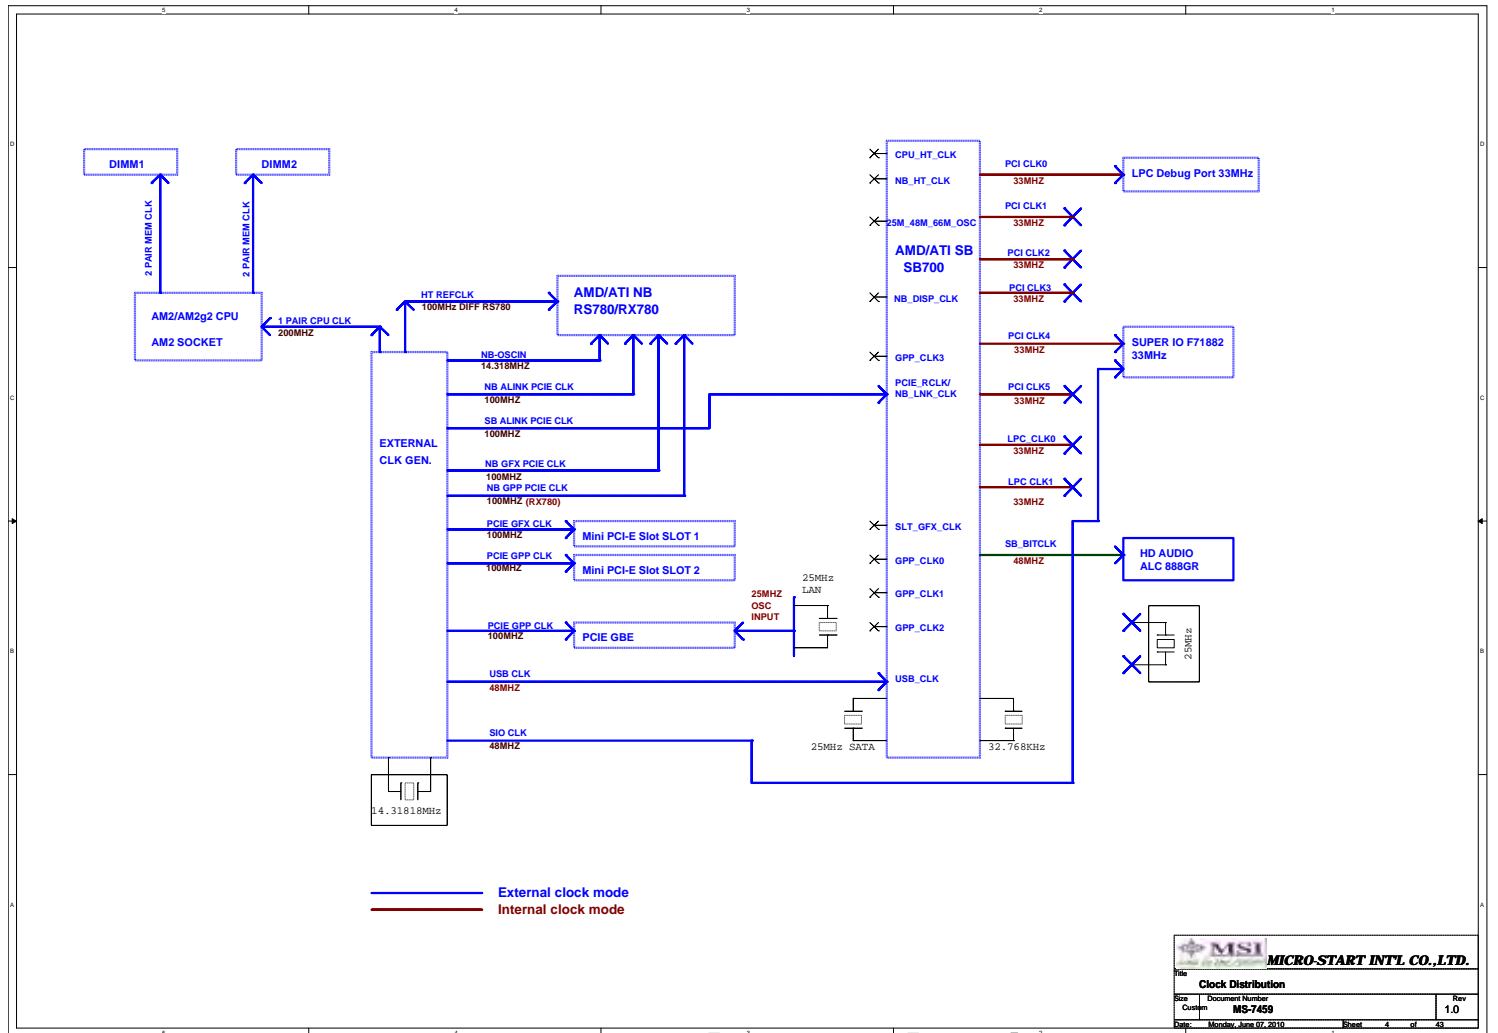 5
4
3
2
1
D
D
C
C
B
B
A
A
DIMM1
DIMM2
2 PAIR MEM CLK
2 PAIR MEM CLK
AM2/AM2g2 CPU
AM2 SOCKET
1 PAIR CPU CLK
200MHZ
HT REFCLK
100MHz DIFF RS780
AMD/ATI NB
RS780/RX780
EXTERNAL
CLK GEN.
NB-OSCIN
14.318MHZ
NB ALINK PCIE CLK
100MHZ
SB ALINK PCIE CLK
100MHZ
NB GFX PCIE CLK
100MHZ
NB GPP PCIE CLK
100MHZ (RX780)
PCIE GFX CLK
100MHZ
Mini PCI-E Slot SLOT 1
PCIE GPP CLK
100MHZ
Mini PCI-E Slot SLOT 2
PCIE GPP CLK
100MHZ
PCIE GBE
25MHZ
OSC
INPUT
25MHz
LAN
USB CLK
48MHZ
SIO CLK
48MHZ
14.31818MHz
CPU_HT_CLK
NB_HT_CLK
25M_48M_66M_OSC
AMD/ATI SB
SB700
NB_DISP_CLK
GPP_CLK3
PCIE_RCLK/
NB_LNK_CLK
SLT_GFX_CLK
GPP_CLK0
GPP_CLK1
GPP_CLK2
USB_CLK
25MHz SATA
32.768KHz
PCI CLK0
33MHZ
LPC Debug Port 33MHz
PCI CLK1
33MHZ
PCI CLK2
33MHZ
PCI CLK3
33MHZ
PCI CLK4
33MHZ
SUPER IO F71882
33MHz
PCI CLK5
33MHZ
LPC_CLK0
33MHZ
LPC CLK1
33MHZ
SB_BITCLK
48MHZ
HD AUDIO
ALC 888GR
25MHz
External clock mode
Internal clock mode
MSI
MICRO-START INT'L CO.,LTD.
Title
Clock Distribution
Size
Document Number
Rev
Custom
MS-7459
1.0
Date:
Monday, June 07, 2010
Sheet
4
of
43